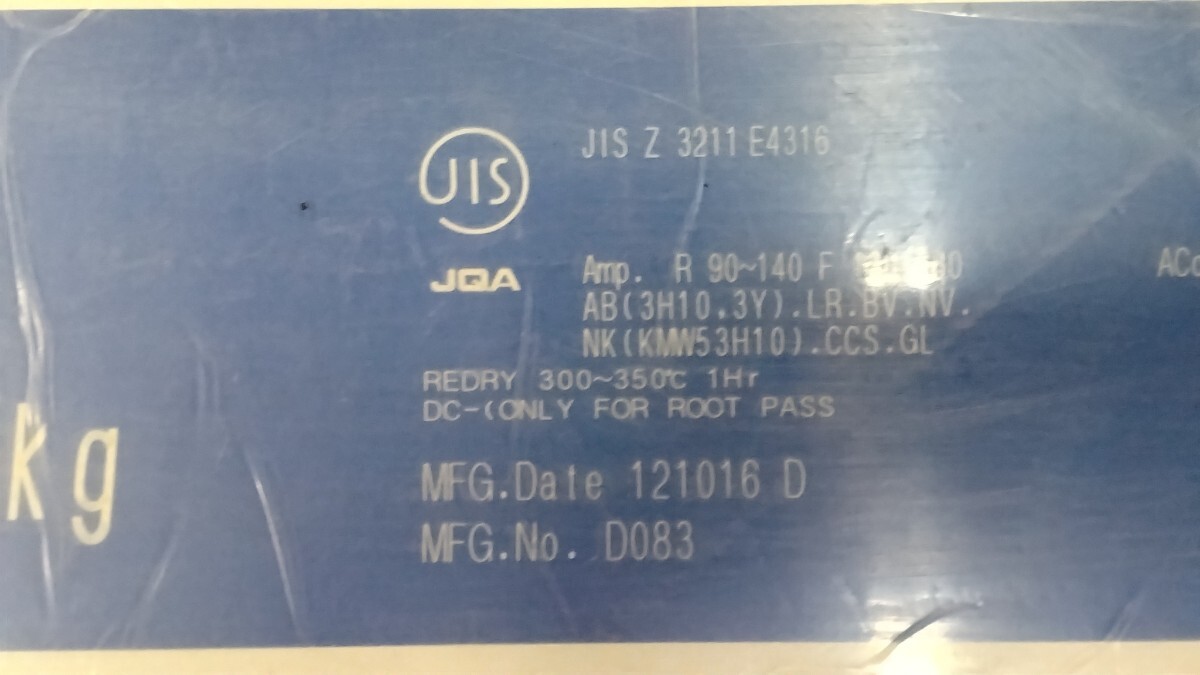 JIS
JIS Z 3211 E4316
JQA
Amp. R 90~140 F
ACo
AB(3H10.3Y).LR.BV.NV.
NK(KMW53H10).CCS.GL
REDRY 300~350℃ 1Hr
DC-(ONLY FOR ROOT PASS
kg
MFG.Date 121016 D
MFG.No. D083